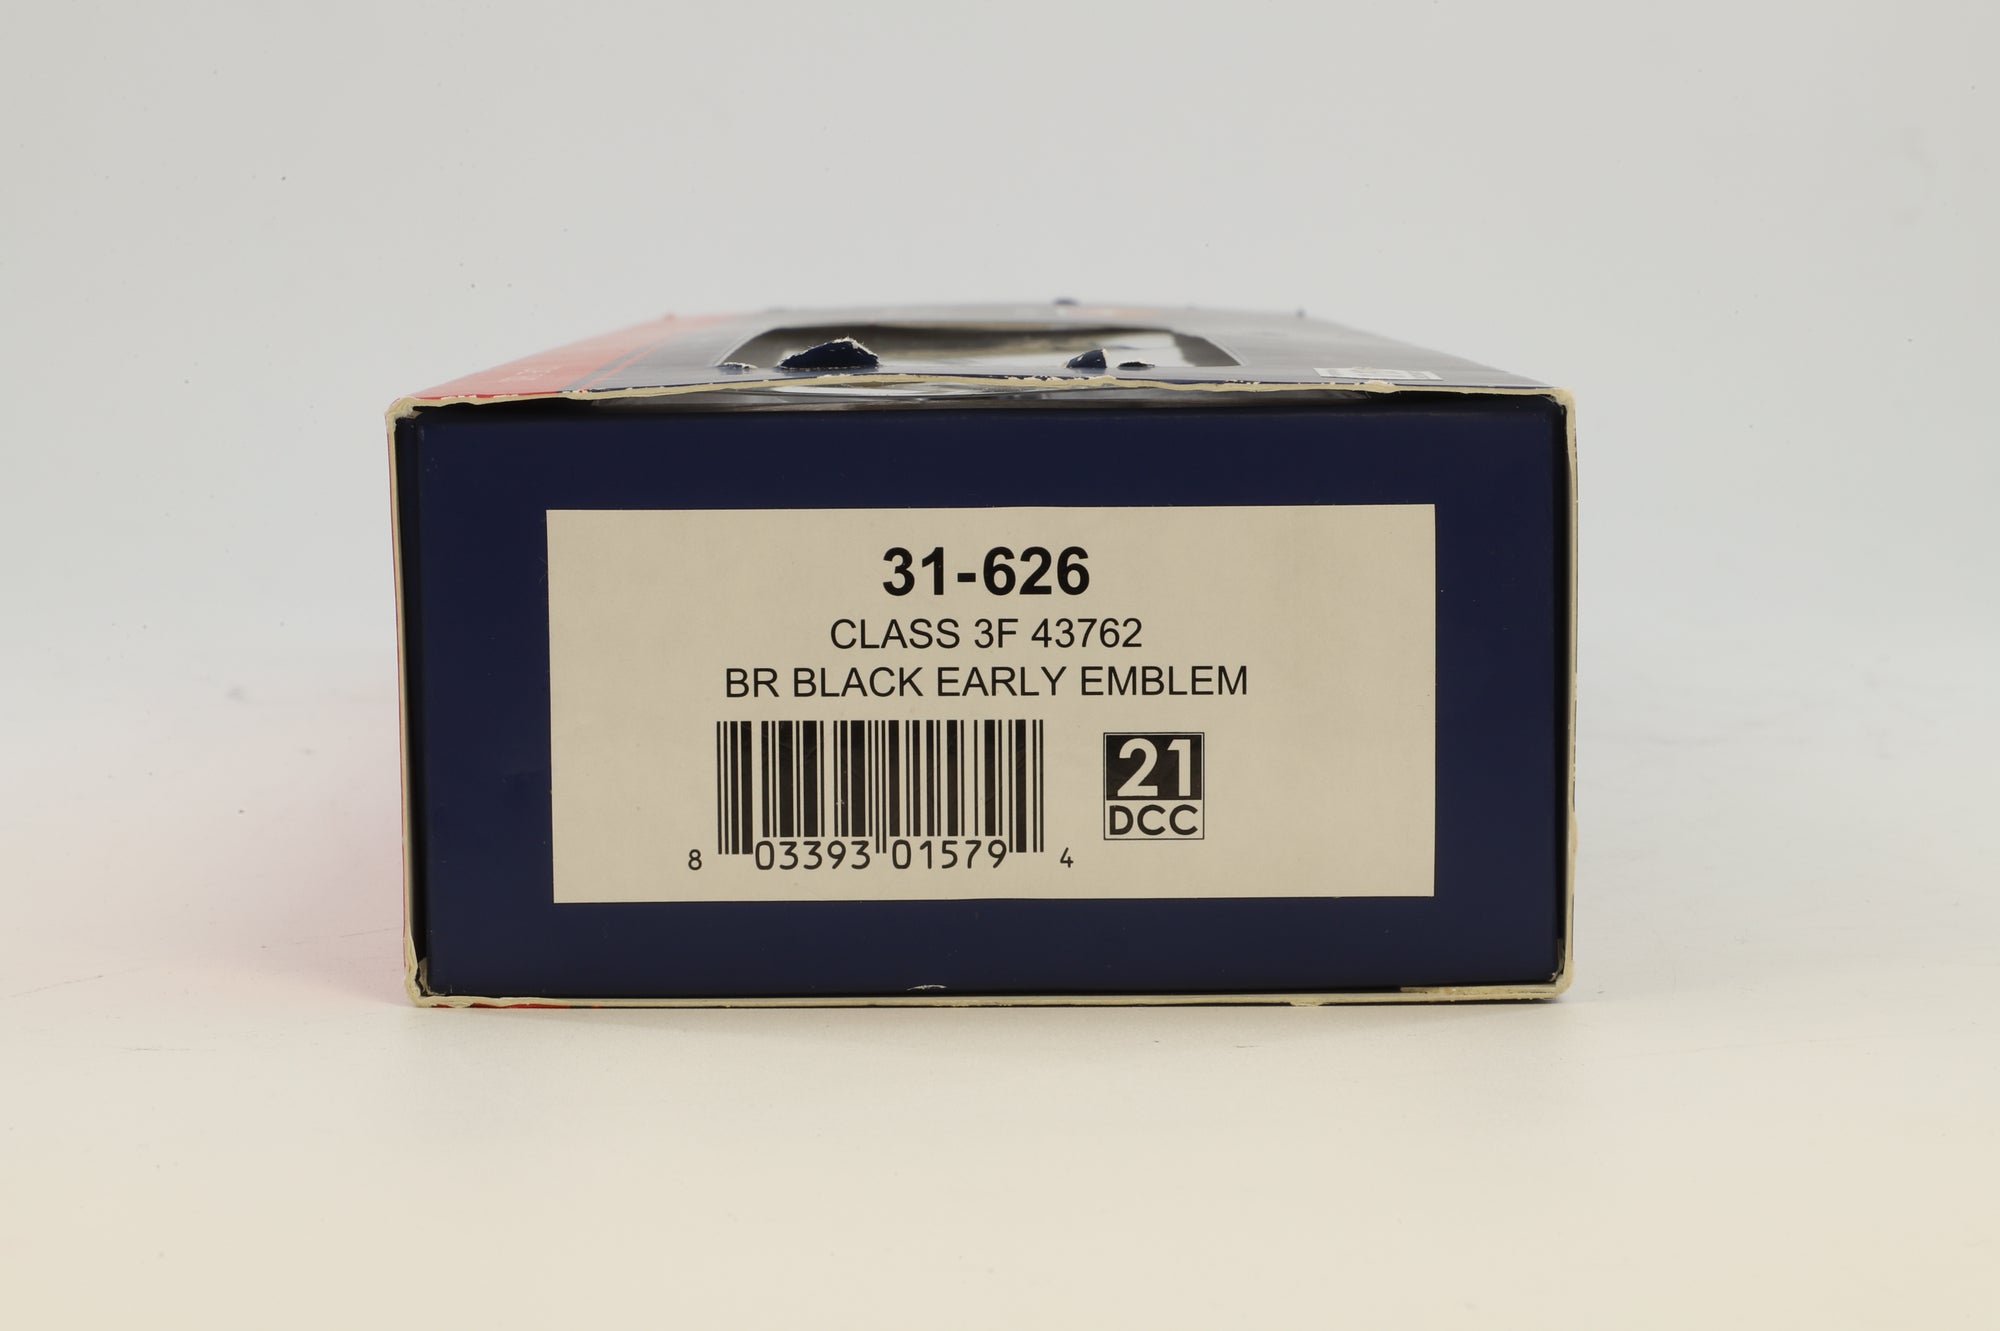 31-626
CLASS 3F 43762
BR BLACK EARLY EMBLEM
21
DCC
8 03393 01579 4